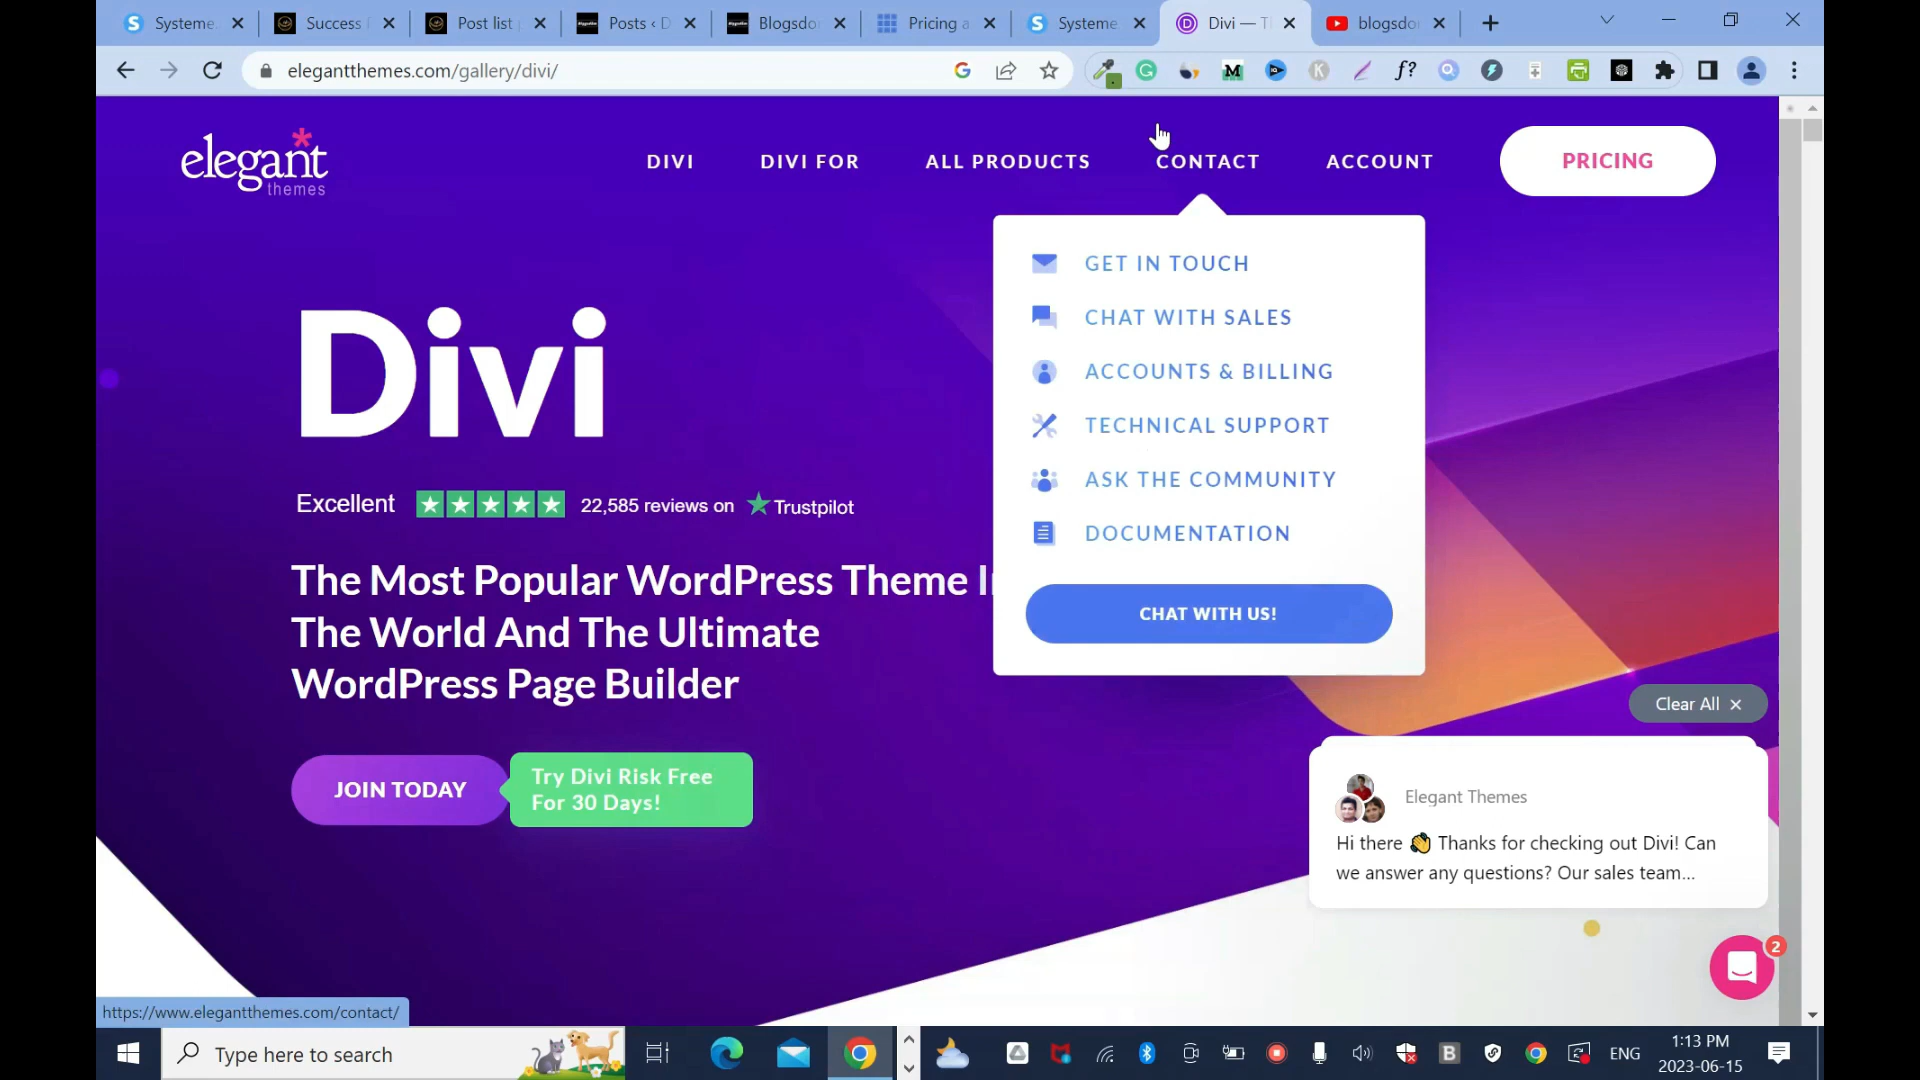 Systeme.
Success
Post list
Posts ‹ D
Blogsdo
Pricing a
Systeme
Divi — T
blogsdo
elegantthemes.com/gallery/divi/
f?
elegant themes
DIVI
DIVI FOR
ALL PRODUCTS
CONTACT
ACCOUNT
PRICING
GET IN TOUCH
CHAT WITH SALES
ACCOUNTS & BILLING
TECHNICAL SUPPORT
ASK THE COMMUNITY
DOCUMENTATION
CHAT WITH US!
Divi
Excellent
22,585 reviews on
Trustpilot
The Most Popular WordPress Theme I
The World And The Ultimate
WordPress Page Builder
JOIN TODAY
Try Divi Risk Free
For 30 Days!
Clear All
Elegant Themes
Hi there 👏 Thanks for checking out Divi! Can
we answer any questions? Our sales team...
2
https://www.elegantthemes.com/contact/
Type here to search
ENG
1:13 PM
2023-06-15